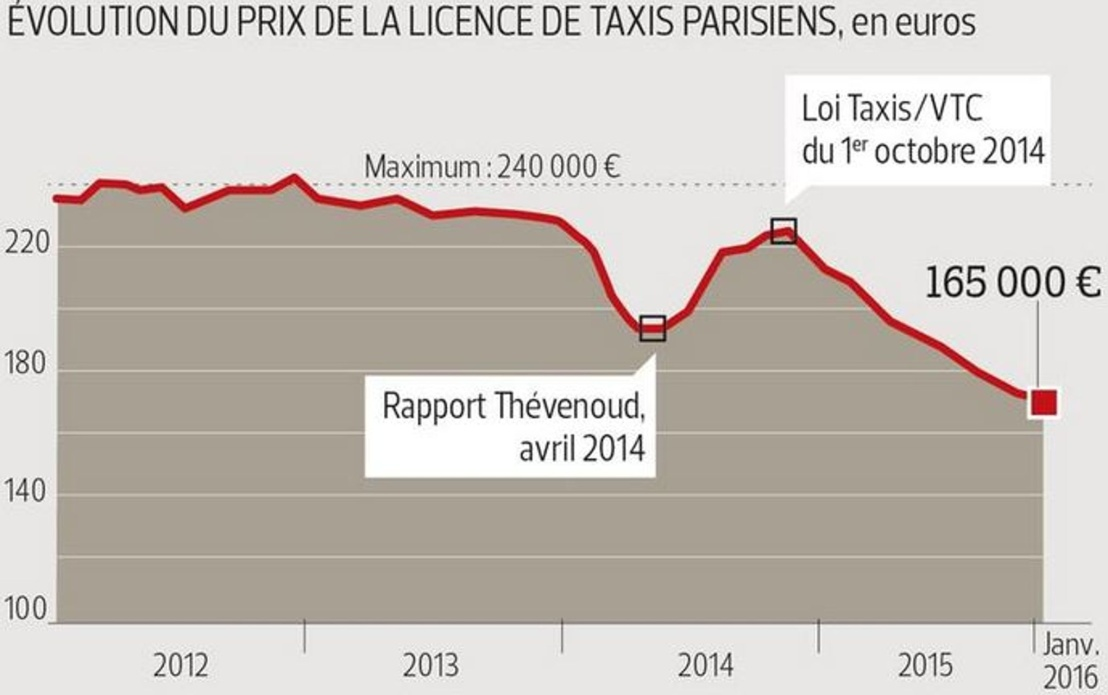 ÉVOLUTION DU PRIX DE LA LICENCE DE TAXIS PARISIENS, en euros
Loi Taxis/VTC
du 1er octobre 2014
Maximum : 240 000 €
220
165 000 €
180
Rapport Thévenoud,
avril 2014
140
100
2012
2013
2014
2015
Janv.
2016